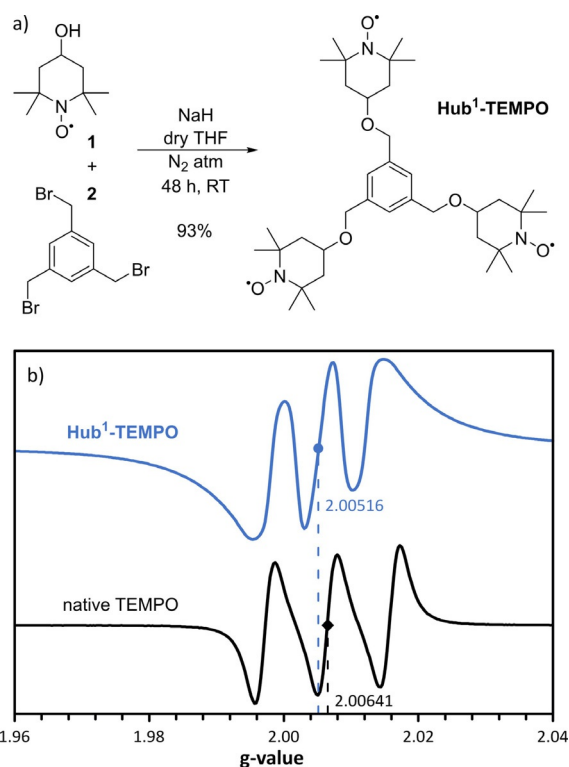 a)
OH
N
O•
1
+
2
Br
Br
Br
NaH
dry THF
N2 atm
48 h, RT
93%
O•
N
O
Hub1-TEMPO
O
N
O•
O
N
•O
b)
Hub1-TEMPO
2.00516
native TEMPO
2.00641
1.96
1.98
2.00
2.02
2.04
g-value